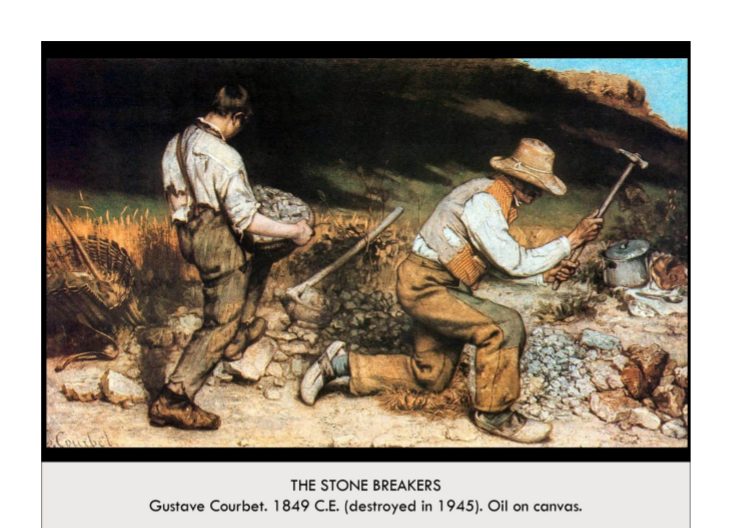 Courbet.
THE STONE BREAKERS
Gustave Courbet. 1849 C.E. (destroyed in 1945). Oil on canvas.